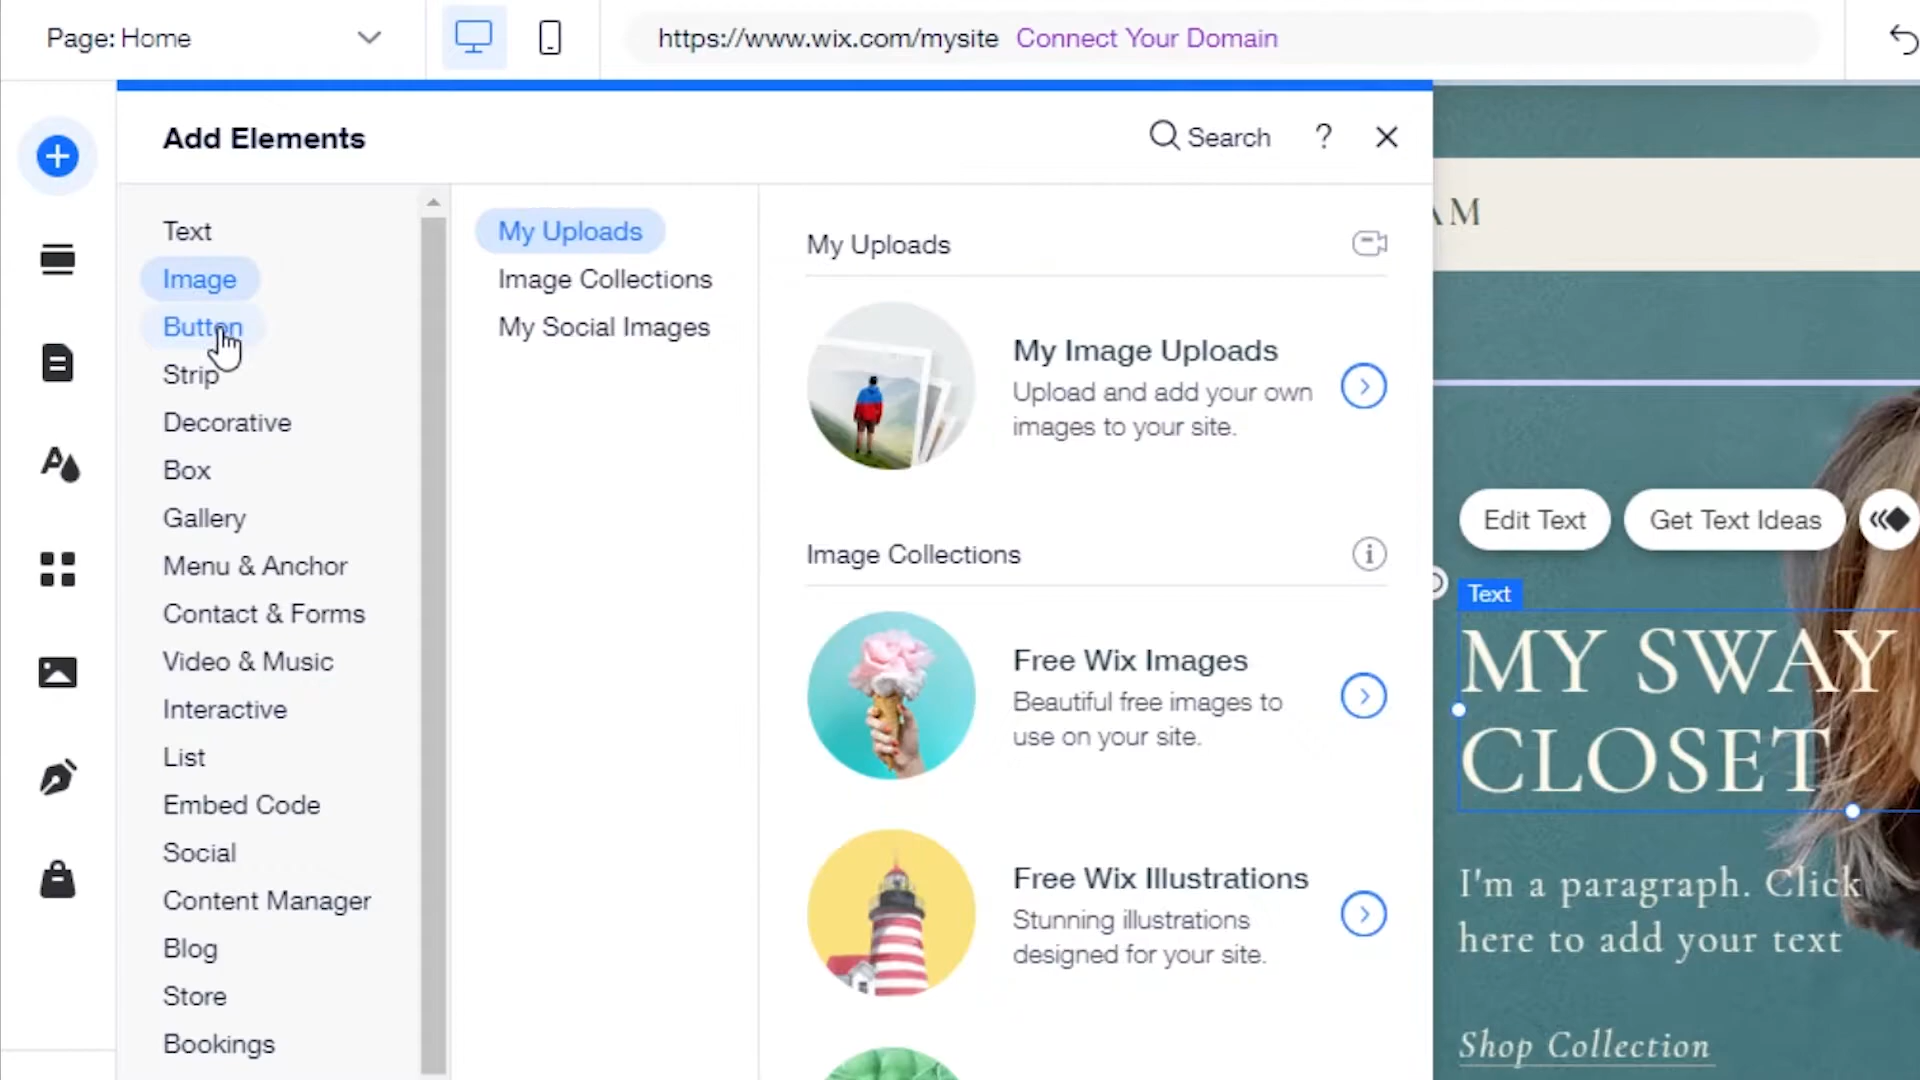 Page: Home
https://www.wix.com/mysite Connect Your Domain
Add Elements
Search ?
Text
Image
Button
Strip
Decorative
Box
Gallery
Menu & Anchor
Contact & Forms
Video & Music
Interactive
List
Embed Code
Social
Content Manager
Blog
Store
Bookings
My Uploads
Image Collections
My Social Images
My Uploads
My Image Uploads
Upload and add your own
images to your site.
Image Collections
Free Wix Images
Beautiful free images to
use on your site.
Free Wix Illustrations
Stunning illustrations
designed for your site.
AM
Edit Text
Get Text Ideas
Text
MY SWAY
CLOSET
I'm a paragraph. Click
here to add your text
Shop Collection